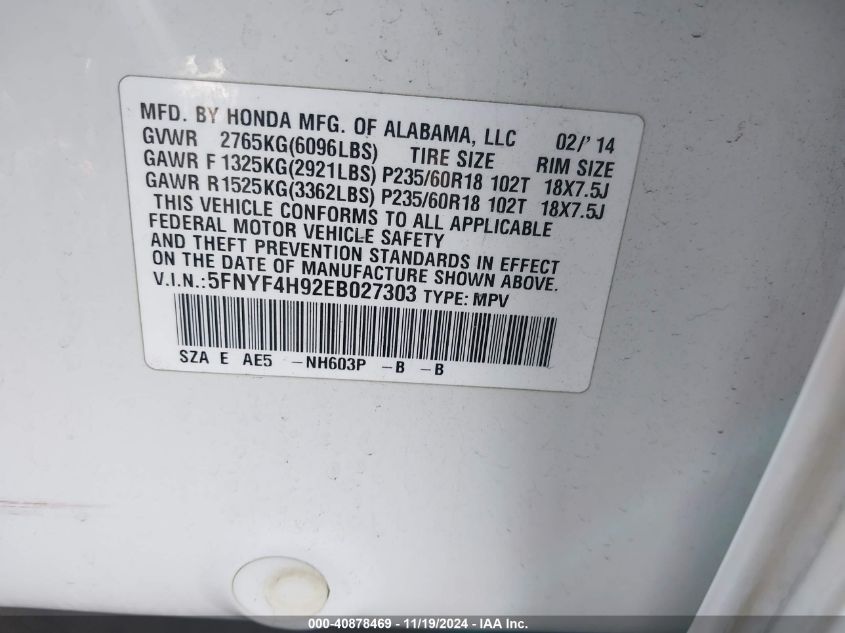 MFD. BY HONDA MFG. OF ALABAMA, LLC 02/' 14
GVWR 2765KG(6096LBS) TIRE SIZE RIM SIZE
GAWR F 1325KG(2921LBS) P235/60R18 102T 18X7.5J
GAWR R1525KG(3362LBS) P235/60R18 102T 18X7.5J
THIS VEHICLE CONFORMS TO ALL APPLICABLE
FEDERAL MOTOR VEHICLE SAFETY
AND THEFT PREVENTION STANDARDS IN EFFECT
ON THE DATE OF MANUFACTURE SHOWN ABOVE.
V.I.N.:5FNYF4H92EB027303 TYPE: MPV
SZA E AE5 -NH603P -B -B
000-40878469 - 11/19/2024 - IAA Inc.